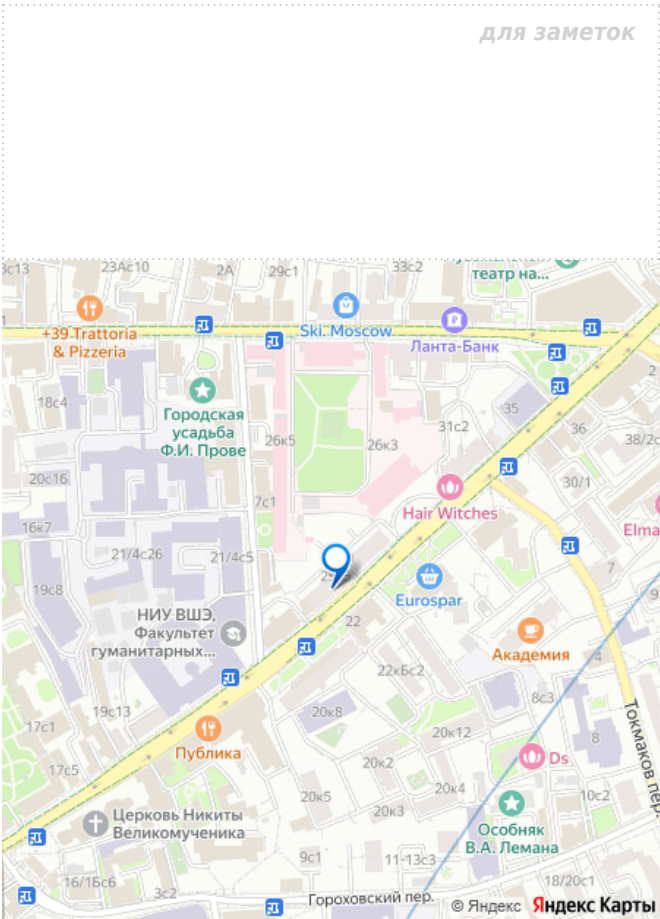 для заметок
3с13
23Ас10
2А
29с1
33с2
театр на...
+39 Trattoria
& Pizzeria
Ski. Moscow
Ланта-Банк
18с4
Городская
усадьба
Ф.И. Прове
35
2
31с2
36
38/2с
26к5
26к3
20с16
7с1
30/1
16к7
Hair Witches
Elma
21/4с26
21/4с5
7
19с8
Eurospar
9
НИУ ВШЭ,
Факультет
гуманитарных...
22
Академия
4
22кБс2
8с3
19с13
20к8
Токмаков пер.
17с1
20к12
8
Публика
Ds
17с5
20к2
20к4
10с2
20к5
20к3
Церковь Никиты
Великомученика
Особняк
В.А. Лемана
9с1
11-13с3
16/1Бс6
3с2
18/20с1
Гороховский пер.
© Яндекс Яндекс Карты